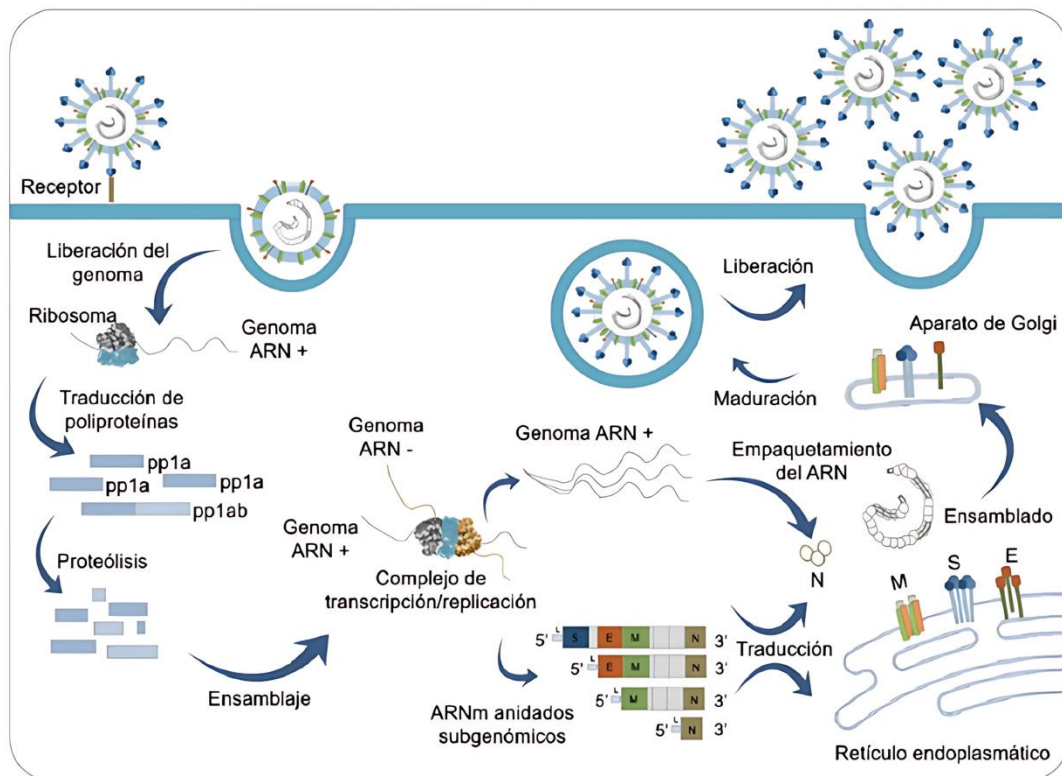 Receptor
Liberación del
genoma
Ribosoma
Genoma
ARN +
Traducción de
poliproteínas
pp1a
pp1a
pp1a
pp1ab
Proteólisis
Ensamblaje
Genoma
ARN -
Genoma
ARN +
Complejo de
transcripción/replicación
Genoma ARN +
ARNm anidados
subgenómicos
5' L S E M N 3'
5' L E M N 3'
5' L M N 3'
5' L N 3'
Traducción
Empaquetamiento
del ARN
N
M S E
Retículo endoplasmático
Ensamblado
Aparato de Golgi
Maduración
Liberación